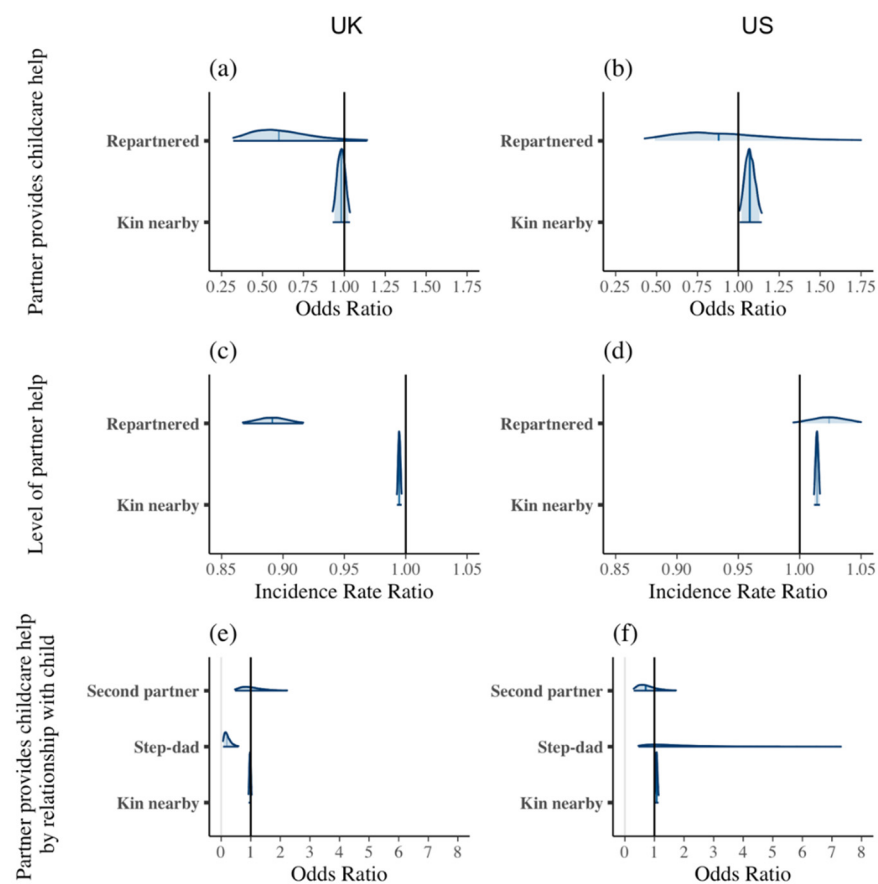 UK
US
Partner provides childcare help
(a)
Repartnered
Kin nearby
0.25 0.50 0.75 1.00 1.25 1.50 1.75
Odds Ratio
(b)
Repartnered
Kin nearby
0.25 0.50 0.75 1.00 1.25 1.50 1.75
Odds Ratio
Level of partner help
(c)
Repartnered
Kin nearby
0.85 0.90 0.95 1.00 1.05
Incidence Rate Ratio
(d)
Repartnered
Kin nearby
0.85 0.90 0.95 1.00 1.05
Incidence Rate Ratio
Partner provides childcare help
by relationship with child
(e)
Second partner
Step-dad
Kin nearby
0 1 2 3 4 5 6 7 8
Odds Ratio
(f)
Second partner
Step-dad
Kin nearby
0 1 2 3 4 5 6 7 8
Odds Ratio